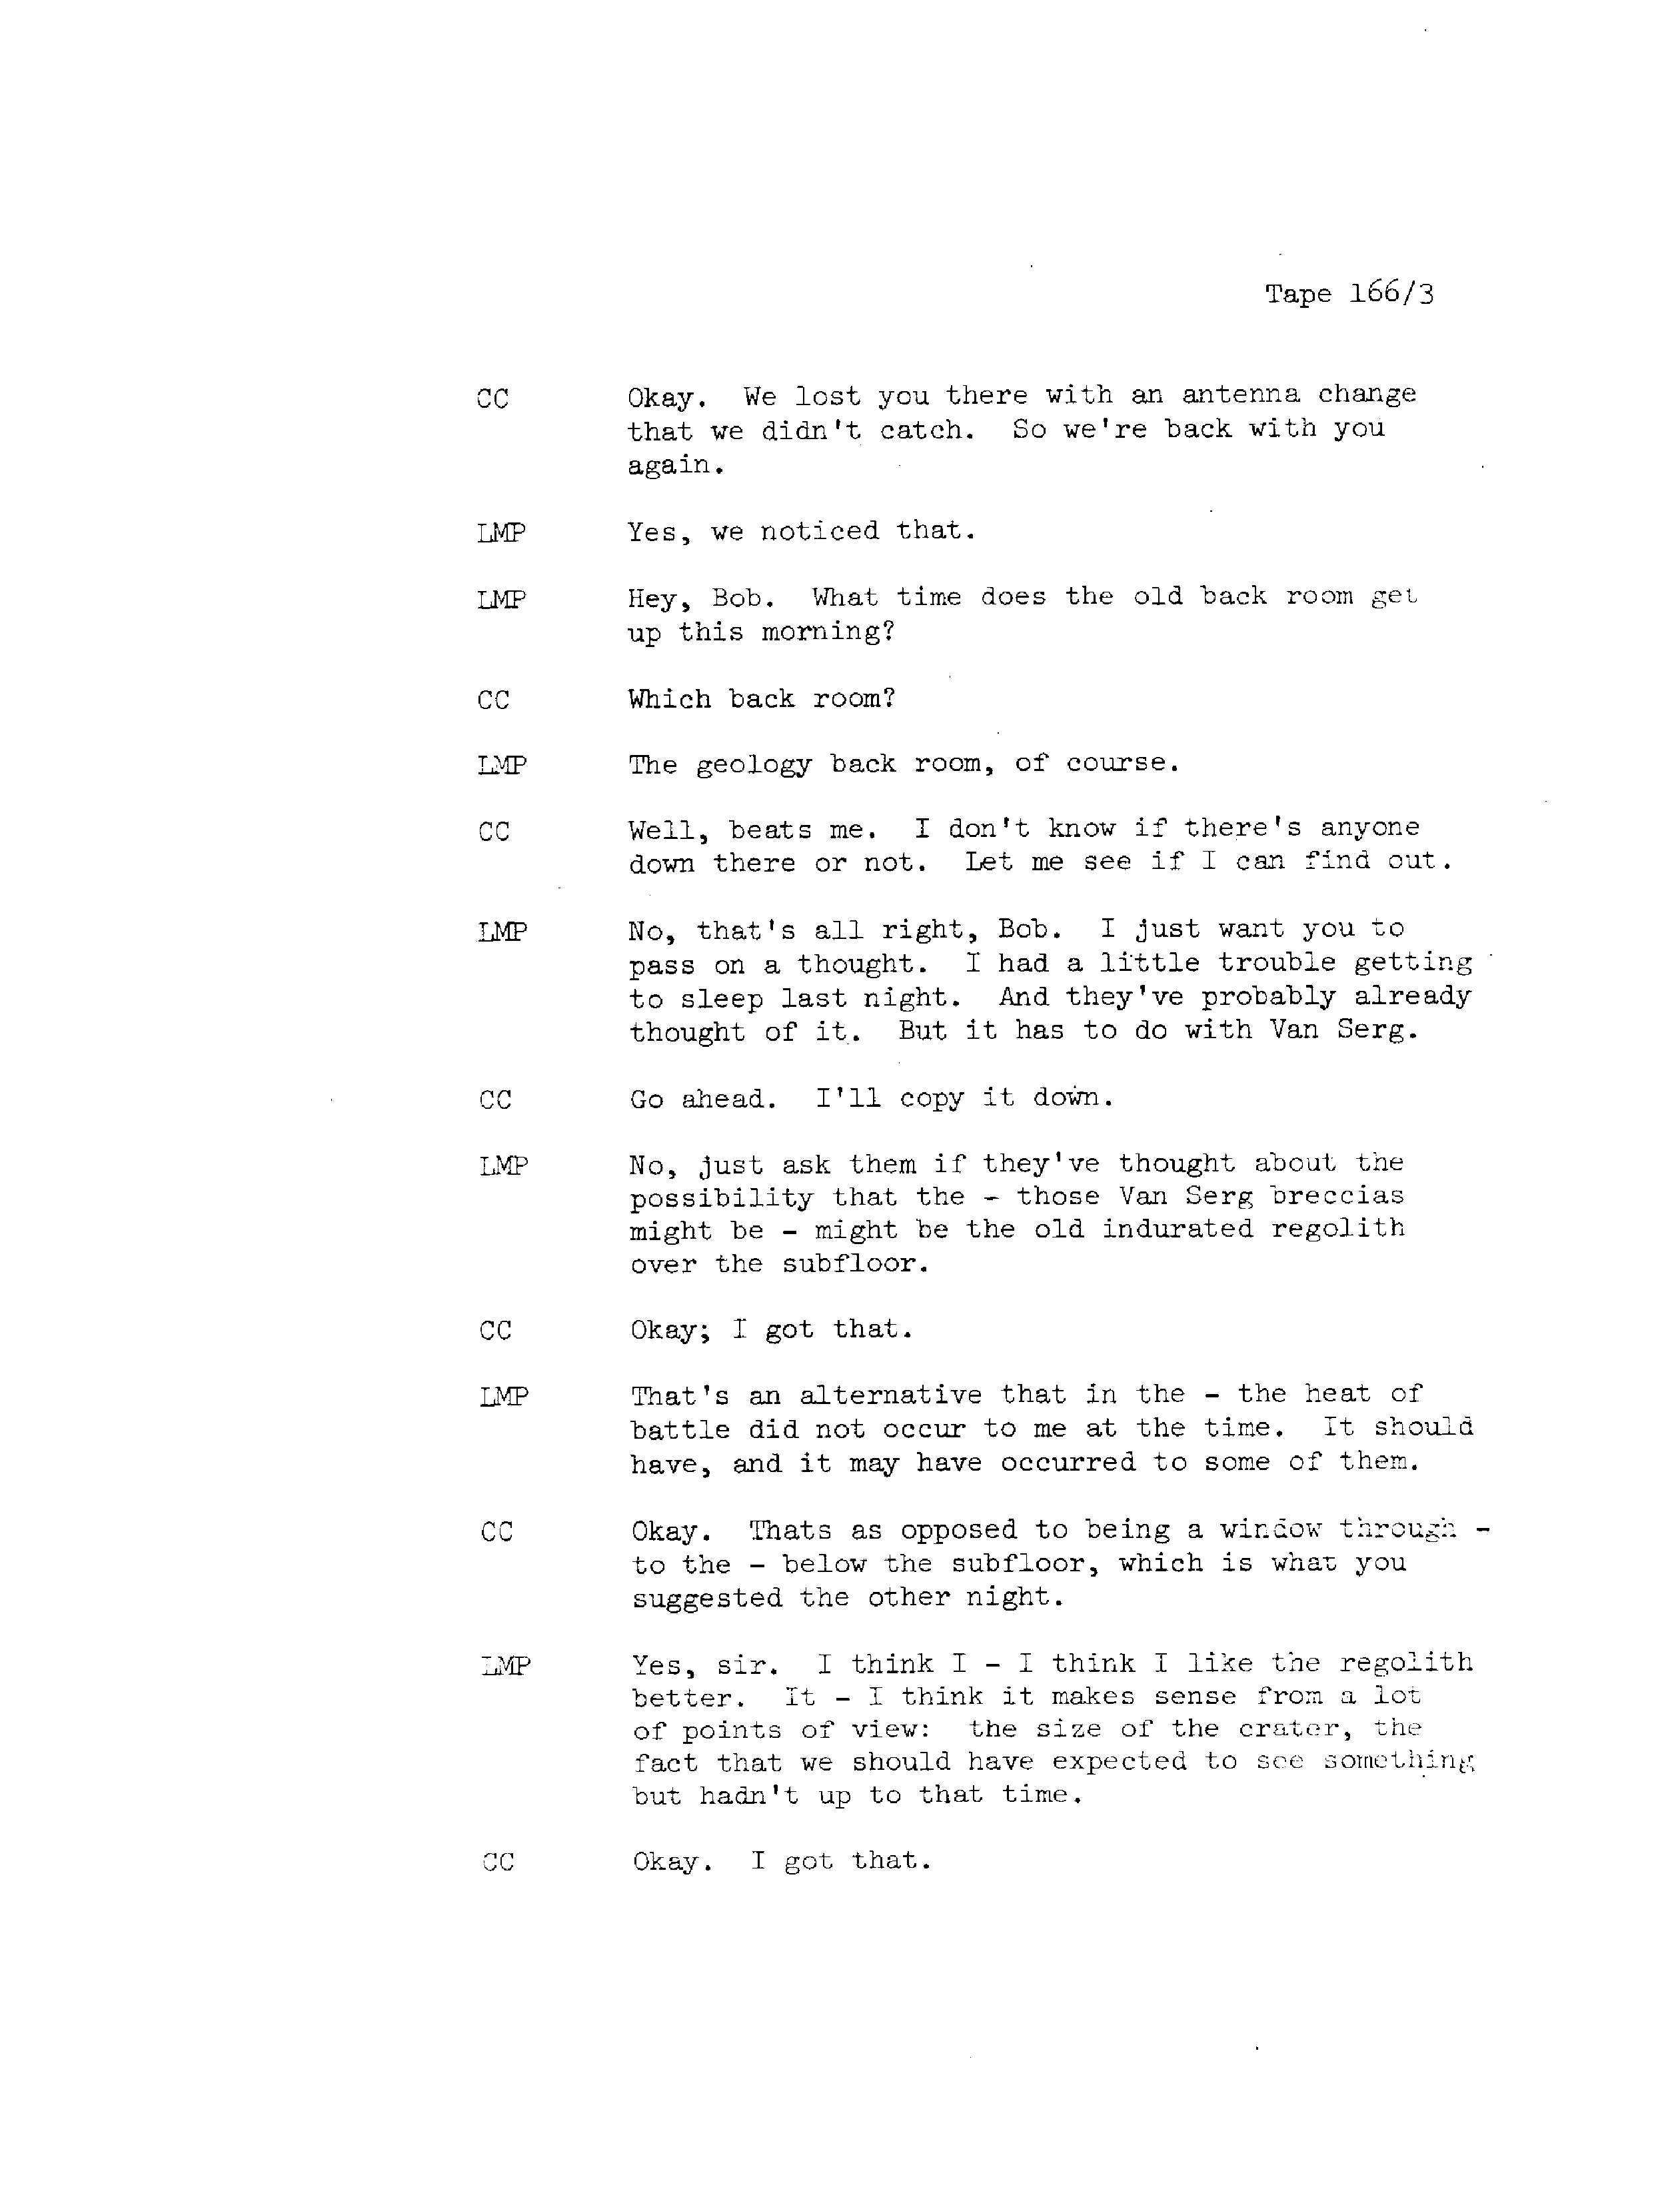 Tape 166/3
CC Okay. We lost you there with an antenna change
that we didn't catch. So we're back with you
again.
LMP Yes, we noticed that.
LMP Hey, Bob. What time does the old back room get
up this morning?
CC Which back room?
LMP The geology back room, of course.
CC Well, beats me. I don't know if there's anyone
down there or not. Let me see if I can find out.
LMP No, that's all right, Bob. I just want you to
pass on a thought. I had a little trouble getting
to sleep last night. And they've probably already
thought of it. But it has to do with Van Serg.
CC Go ahead. I'll copy it down.
LMP No, just ask them if they've thought about the
possibility that the - those Van Serg breccias
might be - might be the old indurated regolith
over the subfloor.
CC Okay; I got that.
LMP That's an alternative that in the - the heat of
battle did not occur to me at the time. It should
have, and it may have occurred to some of them.
CC Okay. Thats as opposed to being a window through -
to the - below the subfloor, which is what you
suggested the other night.
LMP Yes, sir. I think I - I think I like the regolith
better. It - I think it makes sense from a lot
of points of view: the size of the crater, the
fact that we should have expected to see something
but hadn't up to that time.
CC Okay. I got that.